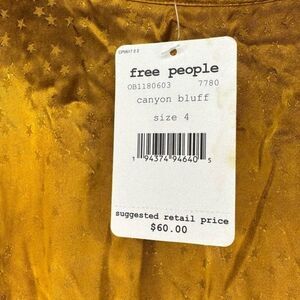 free people
OB1180603 7780
canyon bluff
size 4
1 94374 94640 5
suggested retail price
$60.00